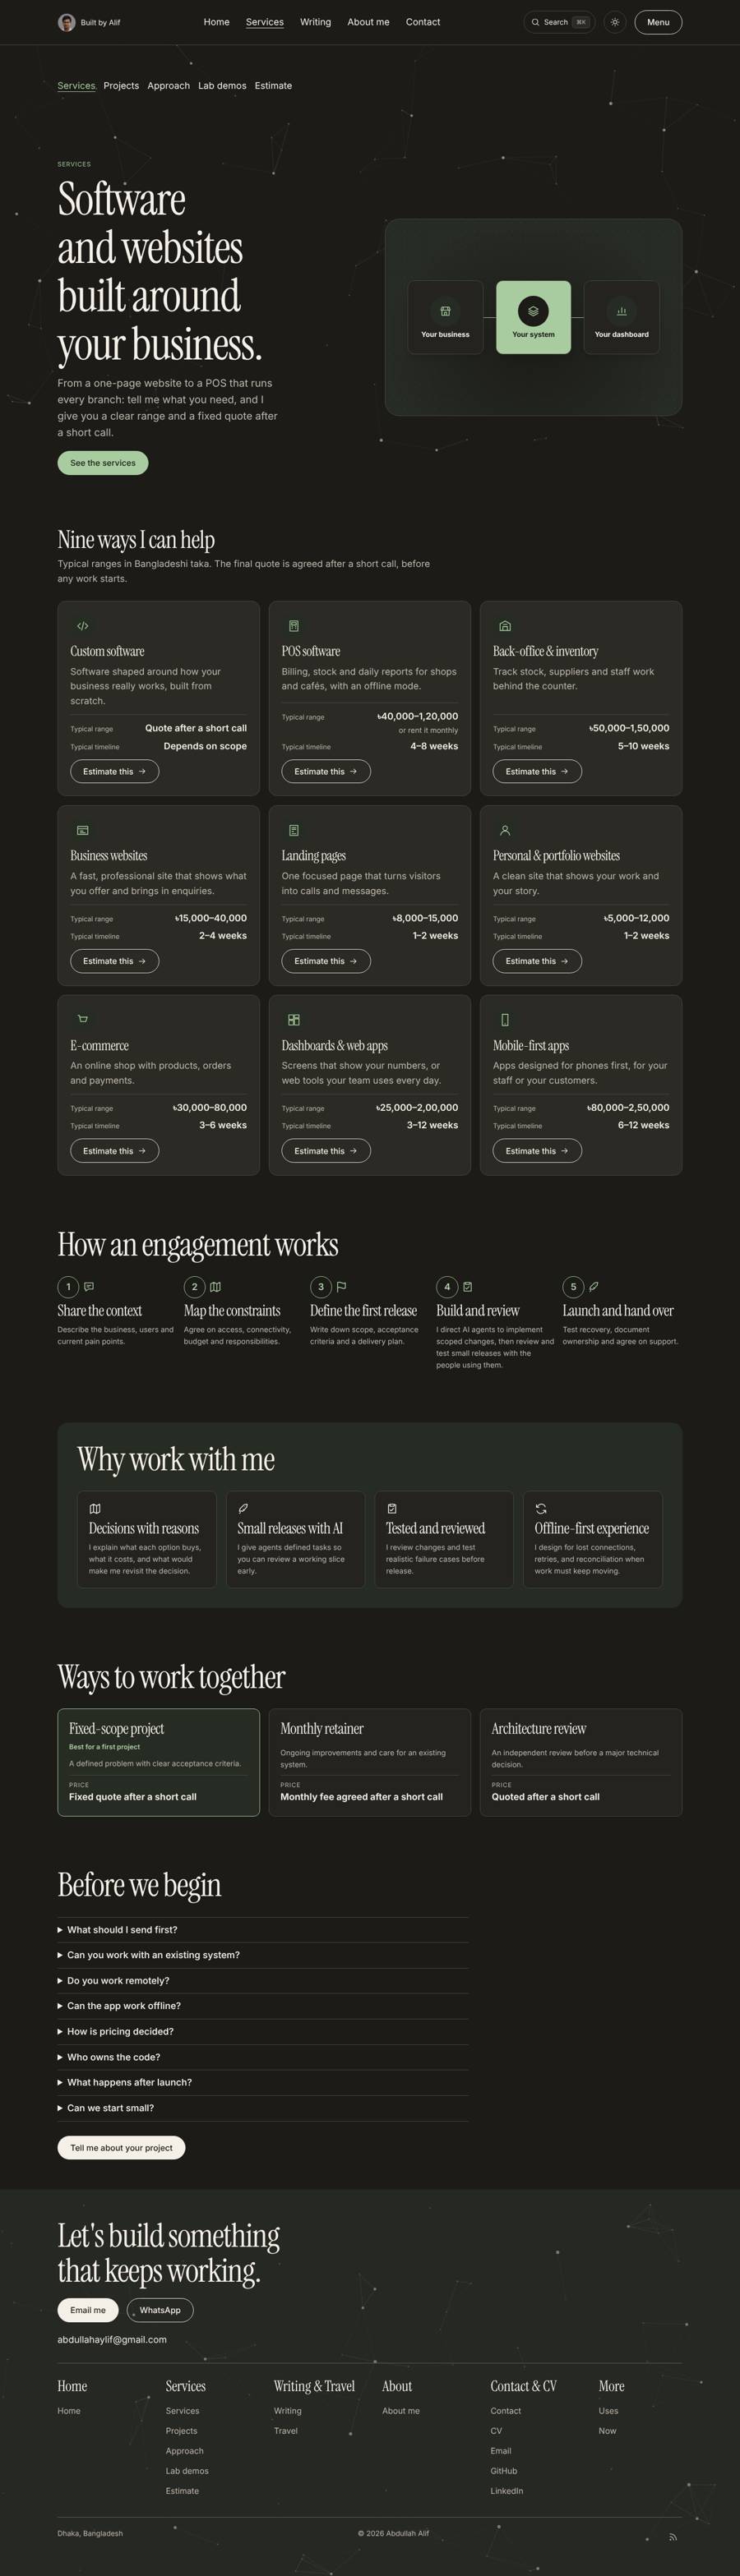 Built by Alif
Home Services Writing About me Contact
Search ⌘K
Menu
Services Projects Approach Lab demos Estimate
SERVICES
Software
and websites
built around
your business.
From a one-page website to a POS that runs
every branch: tell me what you need, and I
give you a clear range and a fixed quote after
a short call.
See the services
Your business
Your system
Your dashboard
Nine ways I can help
Typical ranges in Bangladeshi taka. The final quote is agreed after a short call, before
any work starts.
Custom software
Software shaped around how your
business really works, built from
scratch.
Typical range Quote after a short call
Typical timeline Depends on scope
Estimate this →
POS software
Billing, stock and daily reports for shops
and cafés, with an offline mode.
Typical range ৳40,000–1,20,000
or rent it monthly
Typical timeline 4–8 weeks
Estimate this →
Back-office & inventory
Track stock, suppliers and staff work
behind the counter.
Typical range ৳50,000–1,50,000
Typical timeline 5–10 weeks
Estimate this →
Business websites
A fast, professional site that shows what
you offer and brings in enquiries.
Typical range ৳15,000–40,000
Typical timeline 2–4 weeks
Estimate this →
Landing pages
One focused page that turns visitors
into calls and messages.
Typical range ৳8,000–15,000
Typical timeline 1–2 weeks
Estimate this →
Personal & portfolio websites
A clean site that shows your work and
your story.
Typical range ৳5,000–12,000
Typical timeline 1–2 weeks
Estimate this →
E-commerce
An online shop with products, orders
and payments.
Typical range ৳30,000–80,000
Typical timeline 3–6 weeks
Estimate this →
Dashboards & web apps
Screens that show your numbers, or
web tools your team uses every day.
Typical range ৳25,000–2,00,000
Typical timeline 3–12 weeks
Estimate this →
Mobile-first apps
Apps designed for phones first, for your
staff or your customers.
Typical range ৳80,000–2,50,000
Typical timeline 6–12 weeks
Estimate this →
How an engagement works
1
Share the context
Describe the business, users and
current pain points.
2
Map the constraints
Agree on access, connectivity,
budget and responsibilities.
3
Define the first release
Write down scope, acceptance
criteria and a delivery plan.
4
Build and review
I direct AI agents to implement
scoped changes, then review and
test small releases with the
people using them.
5
Launch and hand over
Test recovery, document
ownership and agree on support.
Why work with me
Decisions with reasons
I explain what each option buys,
what it costs, and what would
make me revisit the decision.
Small releases with AI
I give agents defined tasks so
you can review a working slice
early.
Tested and reviewed
I review changes and test
realistic failure cases before
release.
Offline-first experience
I design for lost connections,
retries, and reconciliation when
work must keep moving.
Ways to work together
Fixed-scope project
Best for a first project
A defined problem with clear acceptance criteria.
PRICE
Fixed quote after a short call
Monthly retainer
Ongoing improvements and care for an existing
system.
PRICE
Monthly fee agreed after a short call
Architecture review
An independent review before a major technical
decision.
PRICE
Quoted after a short call
Before we begin
What should I send first?
Can you work with an existing system?
Do you work remotely?
Can the app work offline?
How is pricing decided?
Who owns the code?
What happens after launch?
Can we start small?
Tell me about your project
Let's build something
that keeps working.
Email me
WhatsApp
abdullahaylif@gmail.com
Home
Home
Services
Services
Projects
Approach
Lab demos
Estimate
Writing & Travel
Writing
Travel
About
About me
Contact & CV
Contact
CV
Email
GitHub
LinkedIn
More
Uses
Now
Dhaka, Bangladesh
© 2026 Abdullah Alif